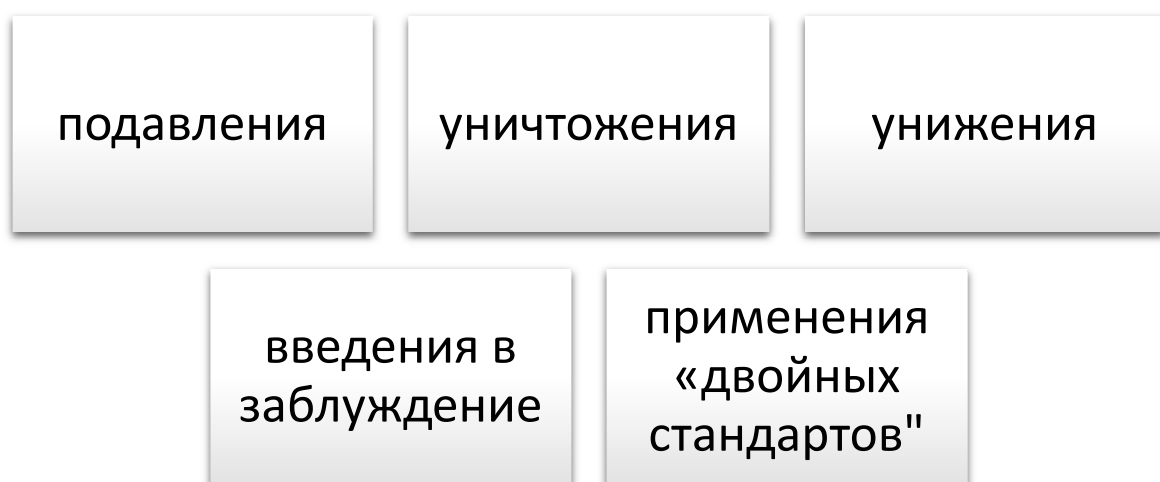 подавления
уничтожения
унижения
введения в
заблуждение
применения
«двойных
стандартов"